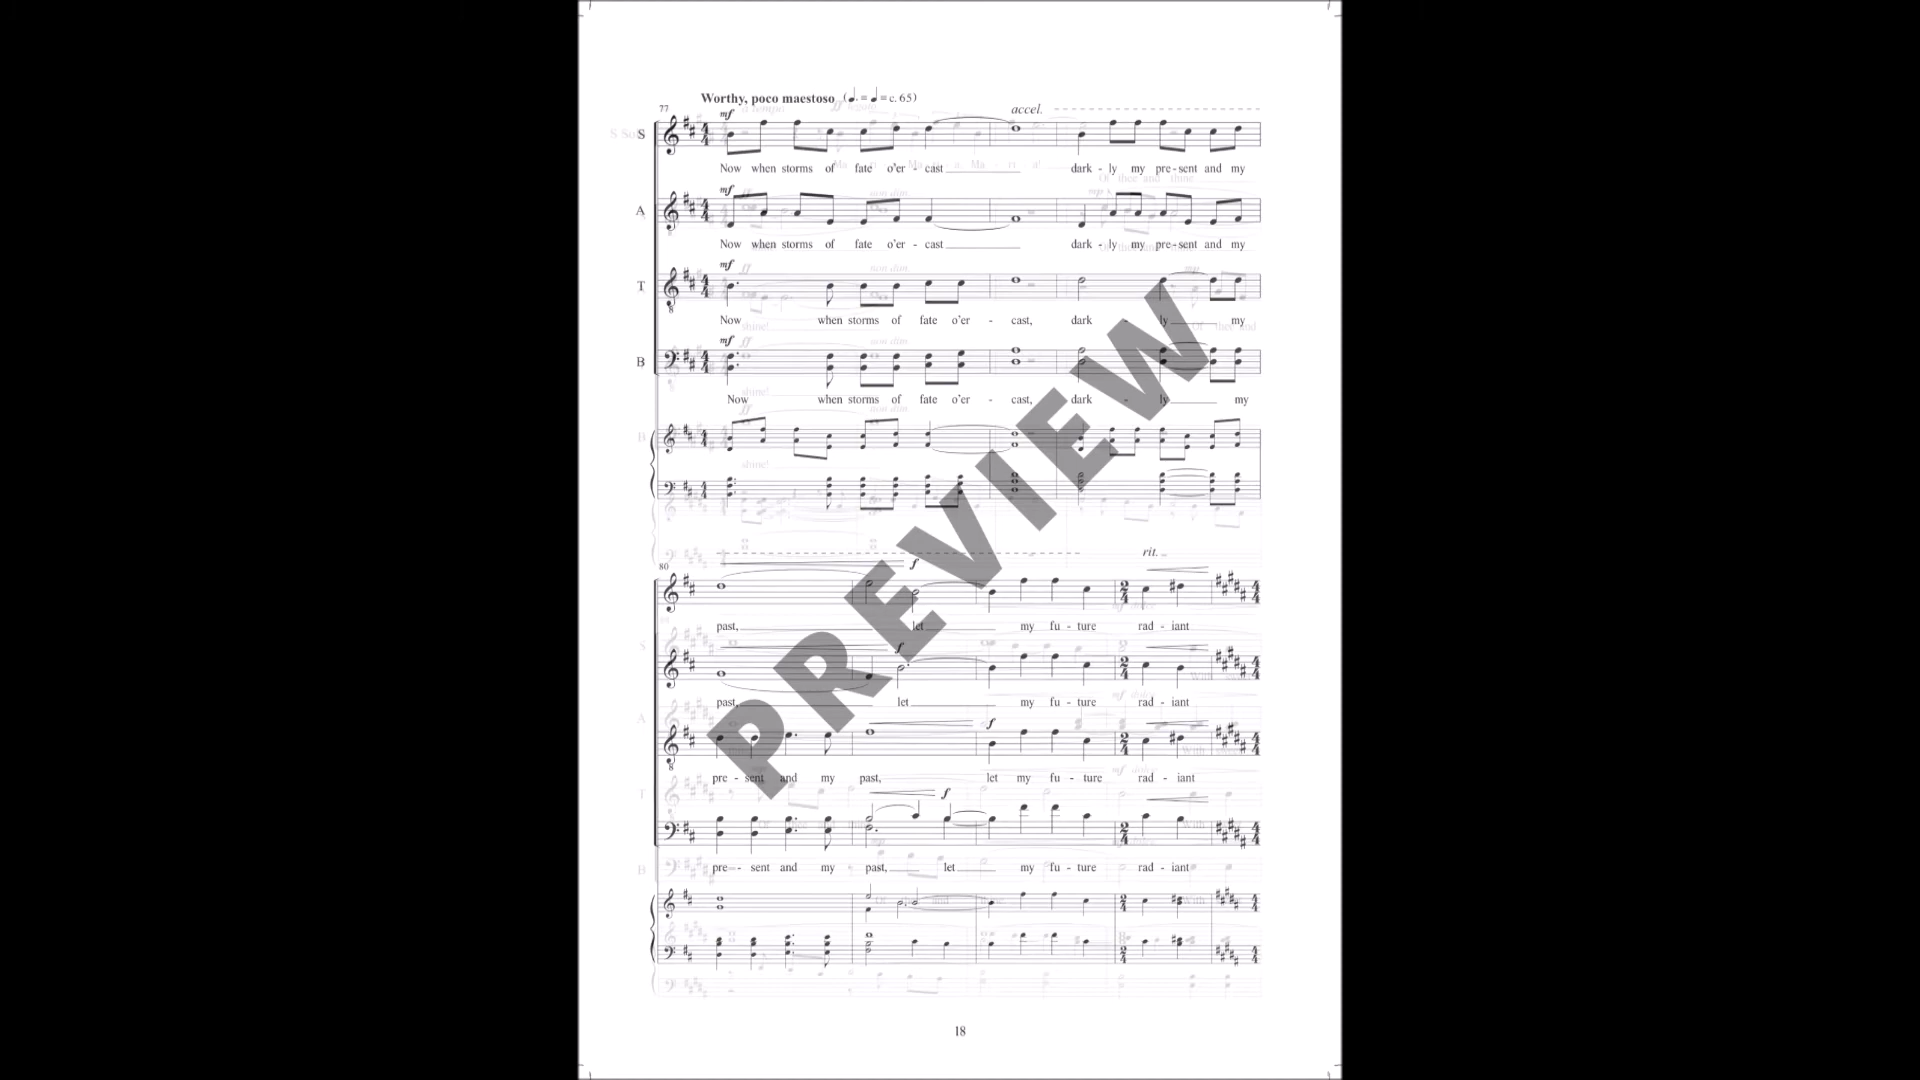 Worthy, poco maestoso (♩. = ♩ = c. 65)
77
mf
accel.
S
Now when storms of fate o'er - cast dark - ly my pre - sent and my
mf
A
Now when storms of fate o'er - cast dark - ly my pre - sent and my
mf
T
Now when storms of fate o'er - cast, dark - ly my
mf
B
Now when storms of fate o'er - cast, dark - ly my
rit.
f
80
past, let my fu - ture rad - iant
f
past, let my fu - ture rad - iant
f
pre - sent and my past, let my fu - ture rad - iant
f
pre - sent and my past, let my fu - ture rad - iant
PREVIEW
18